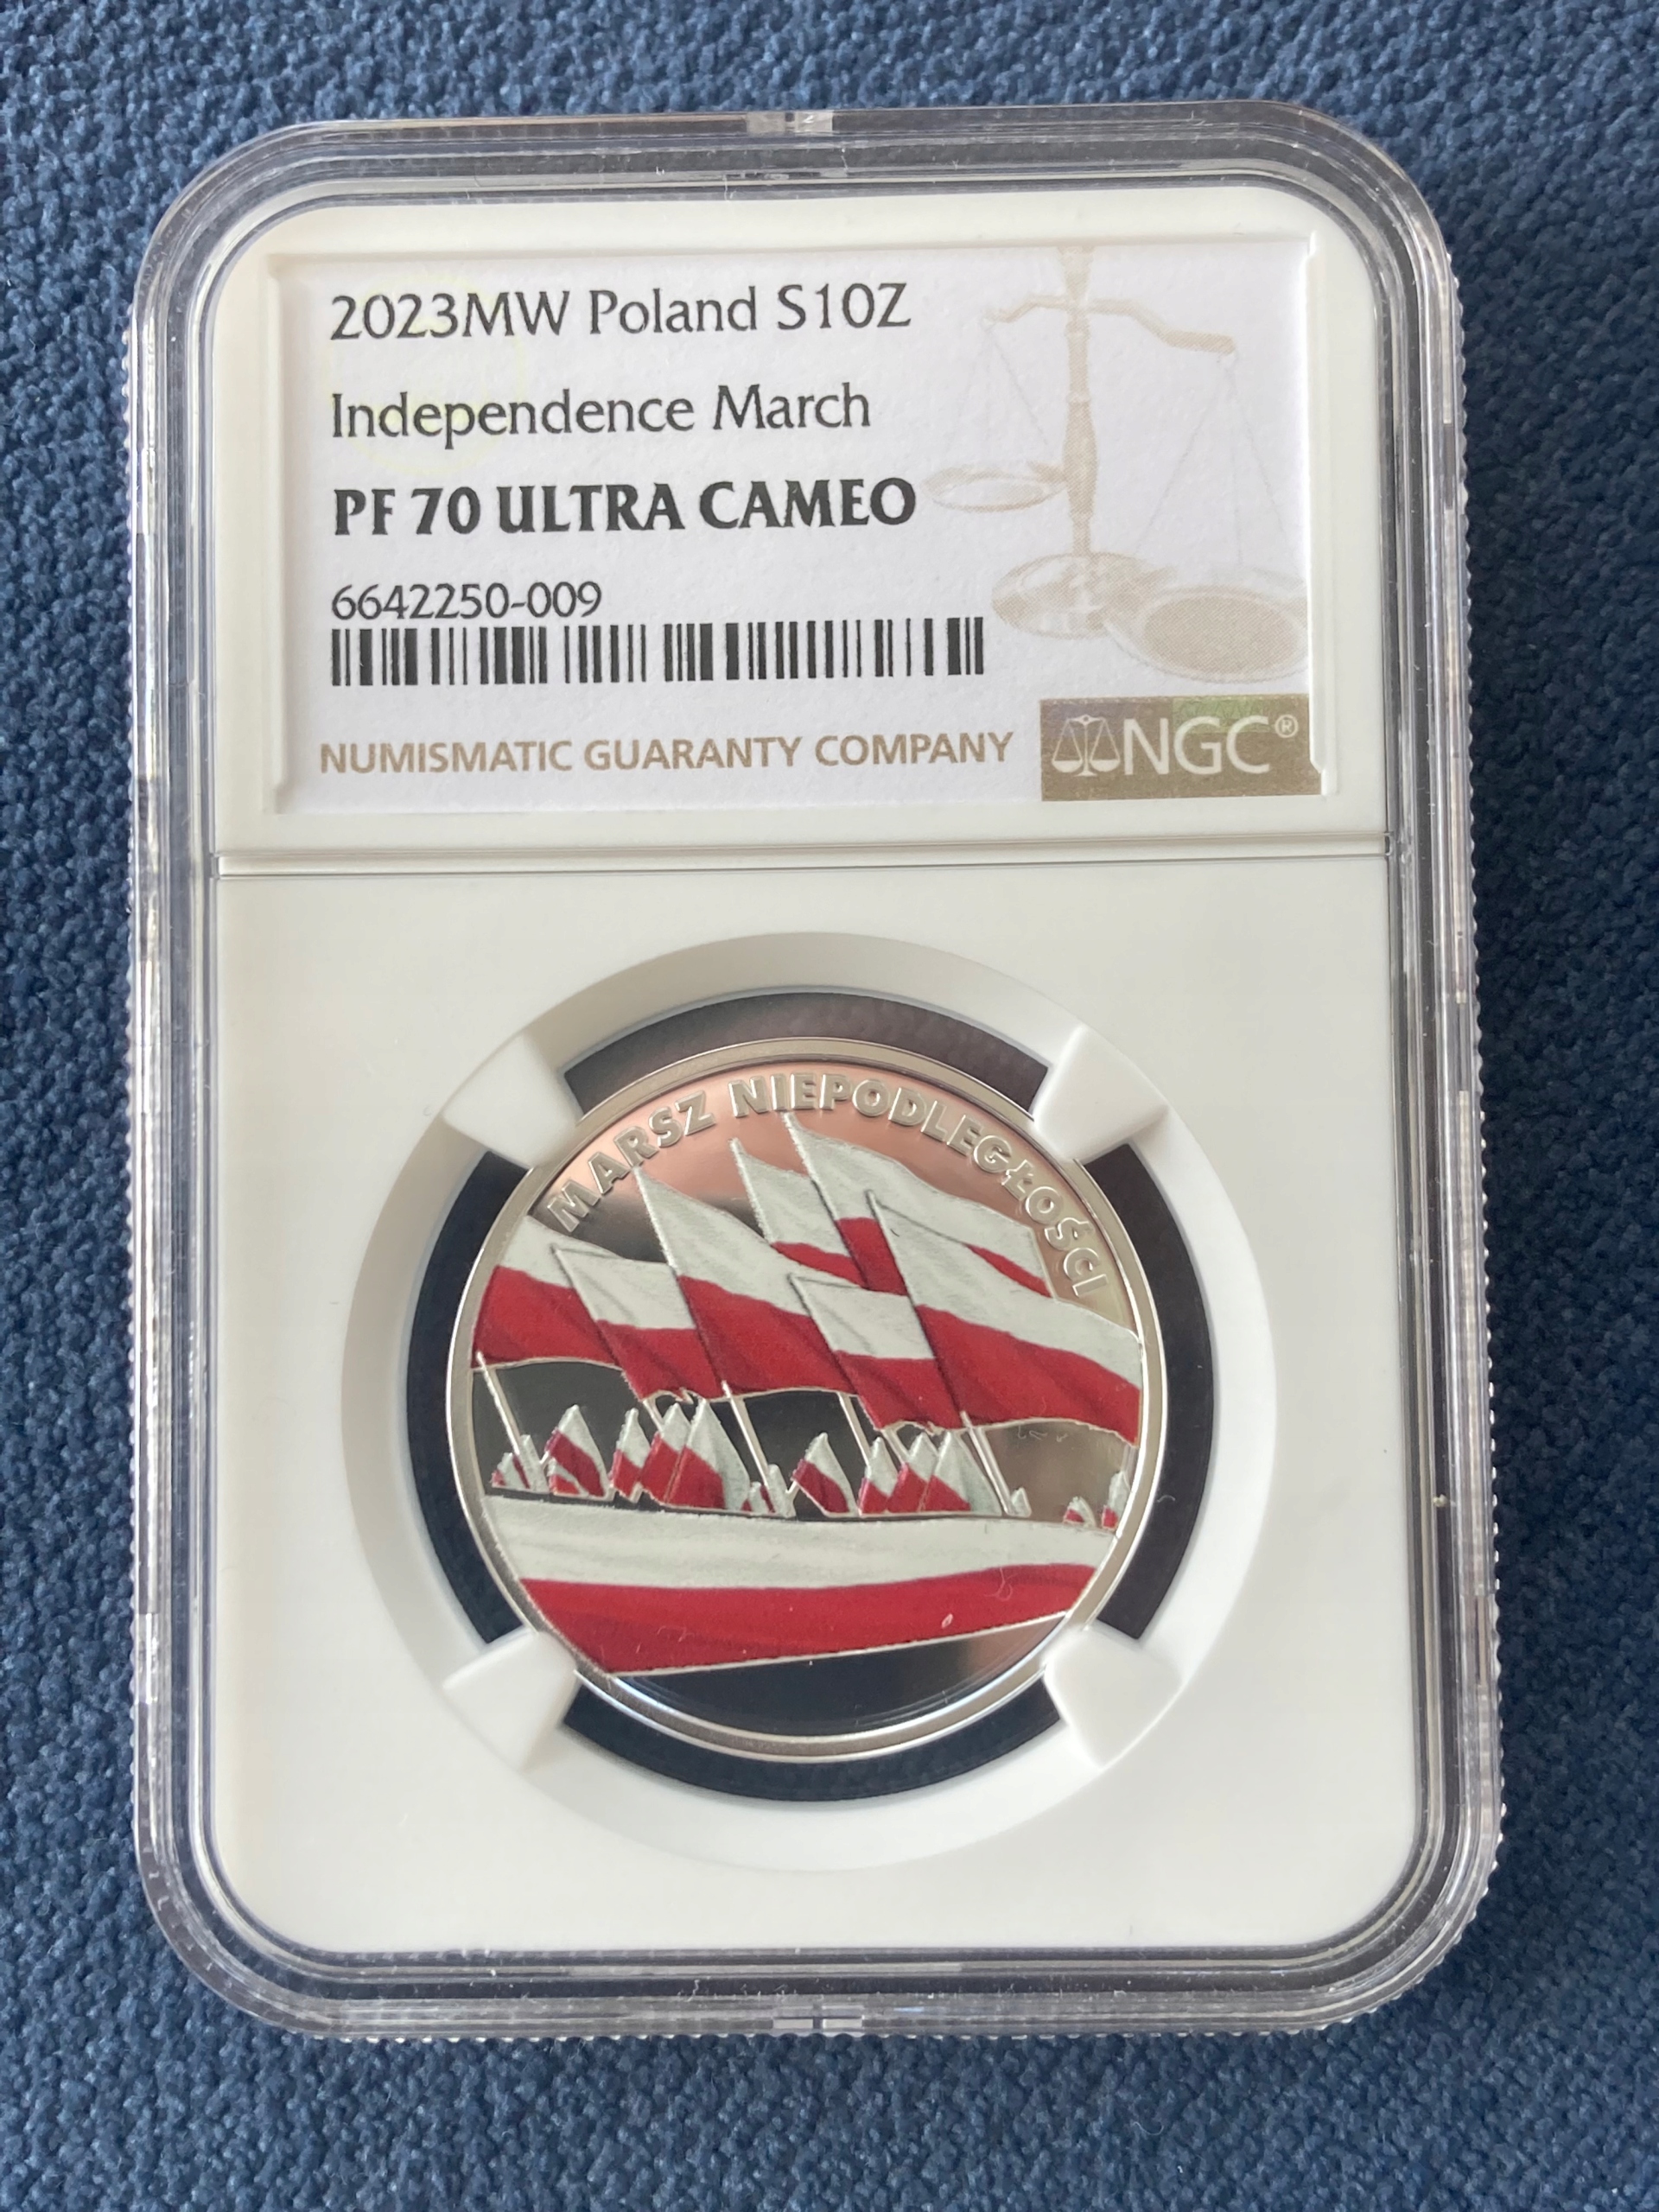 2023MW Poland S10Z
Independence March
PF 70 ULTRA CAMEO
6642250-009
NUMISMATIC GUARANTY COMPANY
NGC®
MARSZ NIEPODLEGŁOŚCI